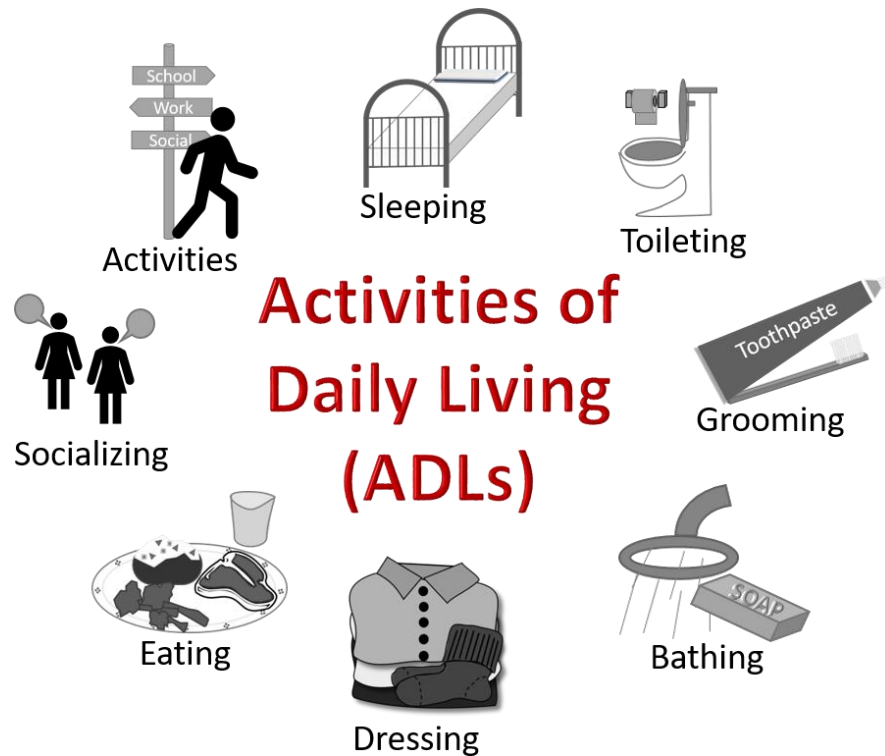 School
Work
Social
Activities
Sleeping
Toileting
Activities of
Daily Living
(ADLs)
Toothpaste
Grooming
Socializing
SOAP
Bathing
Eating
Dressing